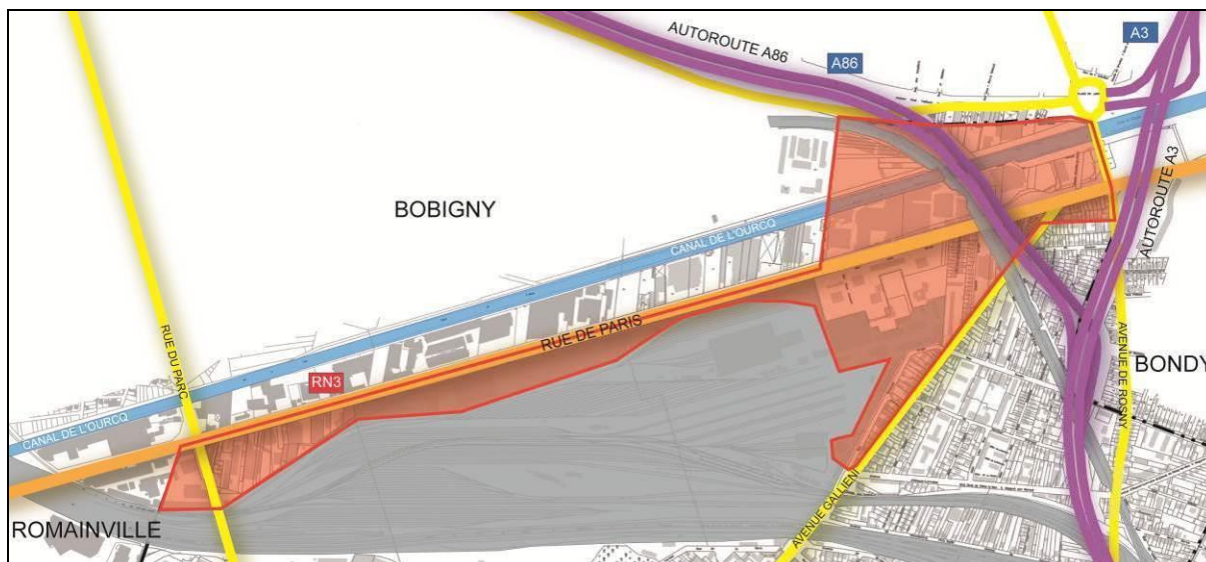 AUTOROUTE A86
A86
A3
BOBIGNY
CANAL DE L'OURCQ
AUTOROUTE A3
RUE DE PARIS
RUE DU PARC
RN3
AVENUE DE ROSNY
BONDY
CANAL DE L'OURCQ
AVENUE GALLIENI
ROMAINVILLE